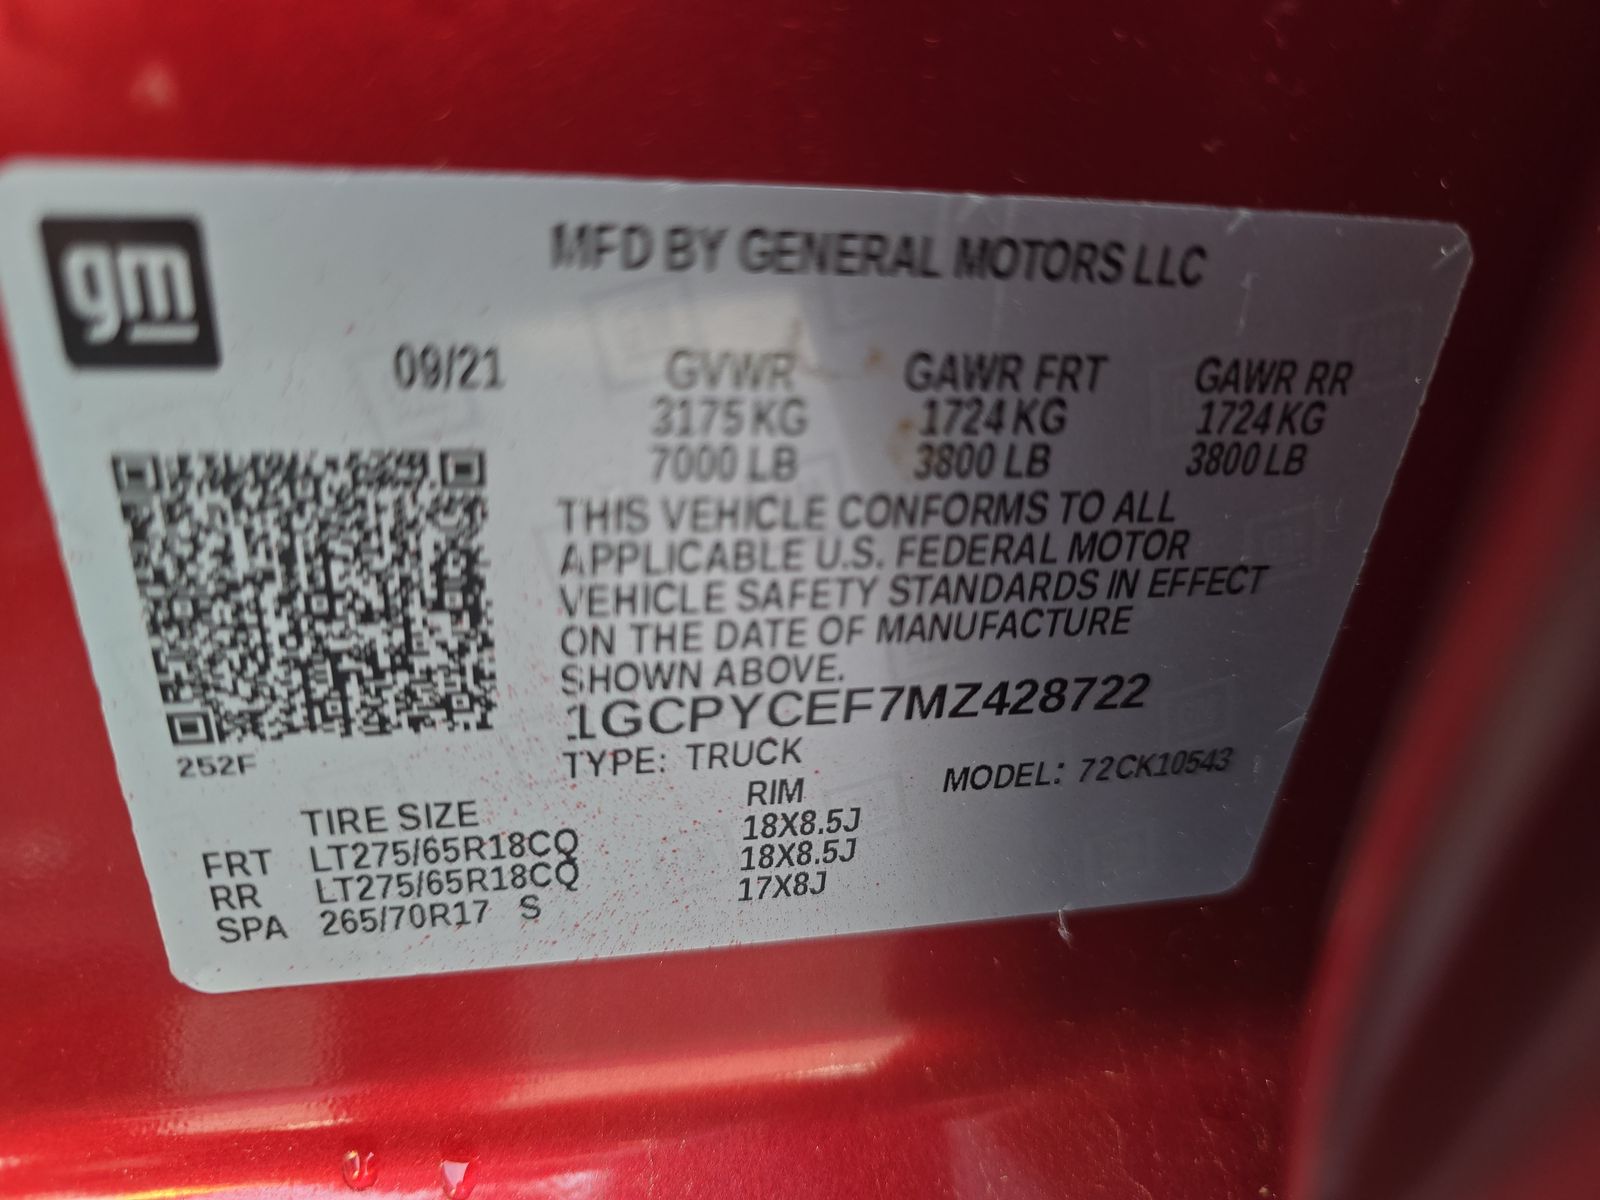 gm
MFD BY GENERAL MOTORS LLC
09/21
GVWR GAWR FRT GAWR RR
3175 KG 1724 KG 1724 KG
7000 LB 3800 LB 3800 LB
THIS VEHICLE CONFORMS TO ALL
APPLICABLE U.S. FEDERAL MOTOR
VEHICLE SAFETY STANDARDS IN EFFECT
ON THE DATE OF MANUFACTURE
SHOWN ABOVE.
1GCPYCEF7MZ428722
252F
TYPE: TRUCK MODEL: 72CK10543
TIRE SIZE RIM
FRT LT275/65R18CQ 18X8.5J
RR LT275/65R18CQ 18X8.5J
SPA 265/70R17 S 17X8J